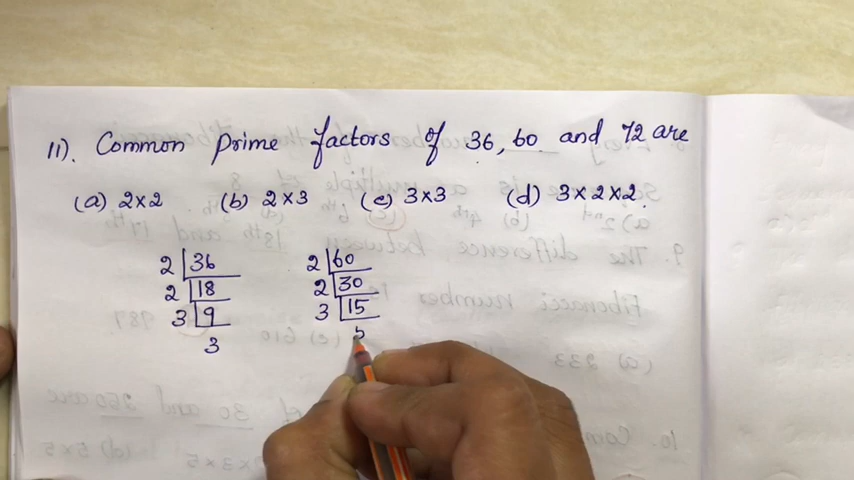 11). Common prime factors of 36, 60 and 72 are
(a) 2×2 (b) 2×3 (c) 3×3 (d) 3×2×2.
2 36 2 60
2 18 2 30
3 9 3 15
3 5